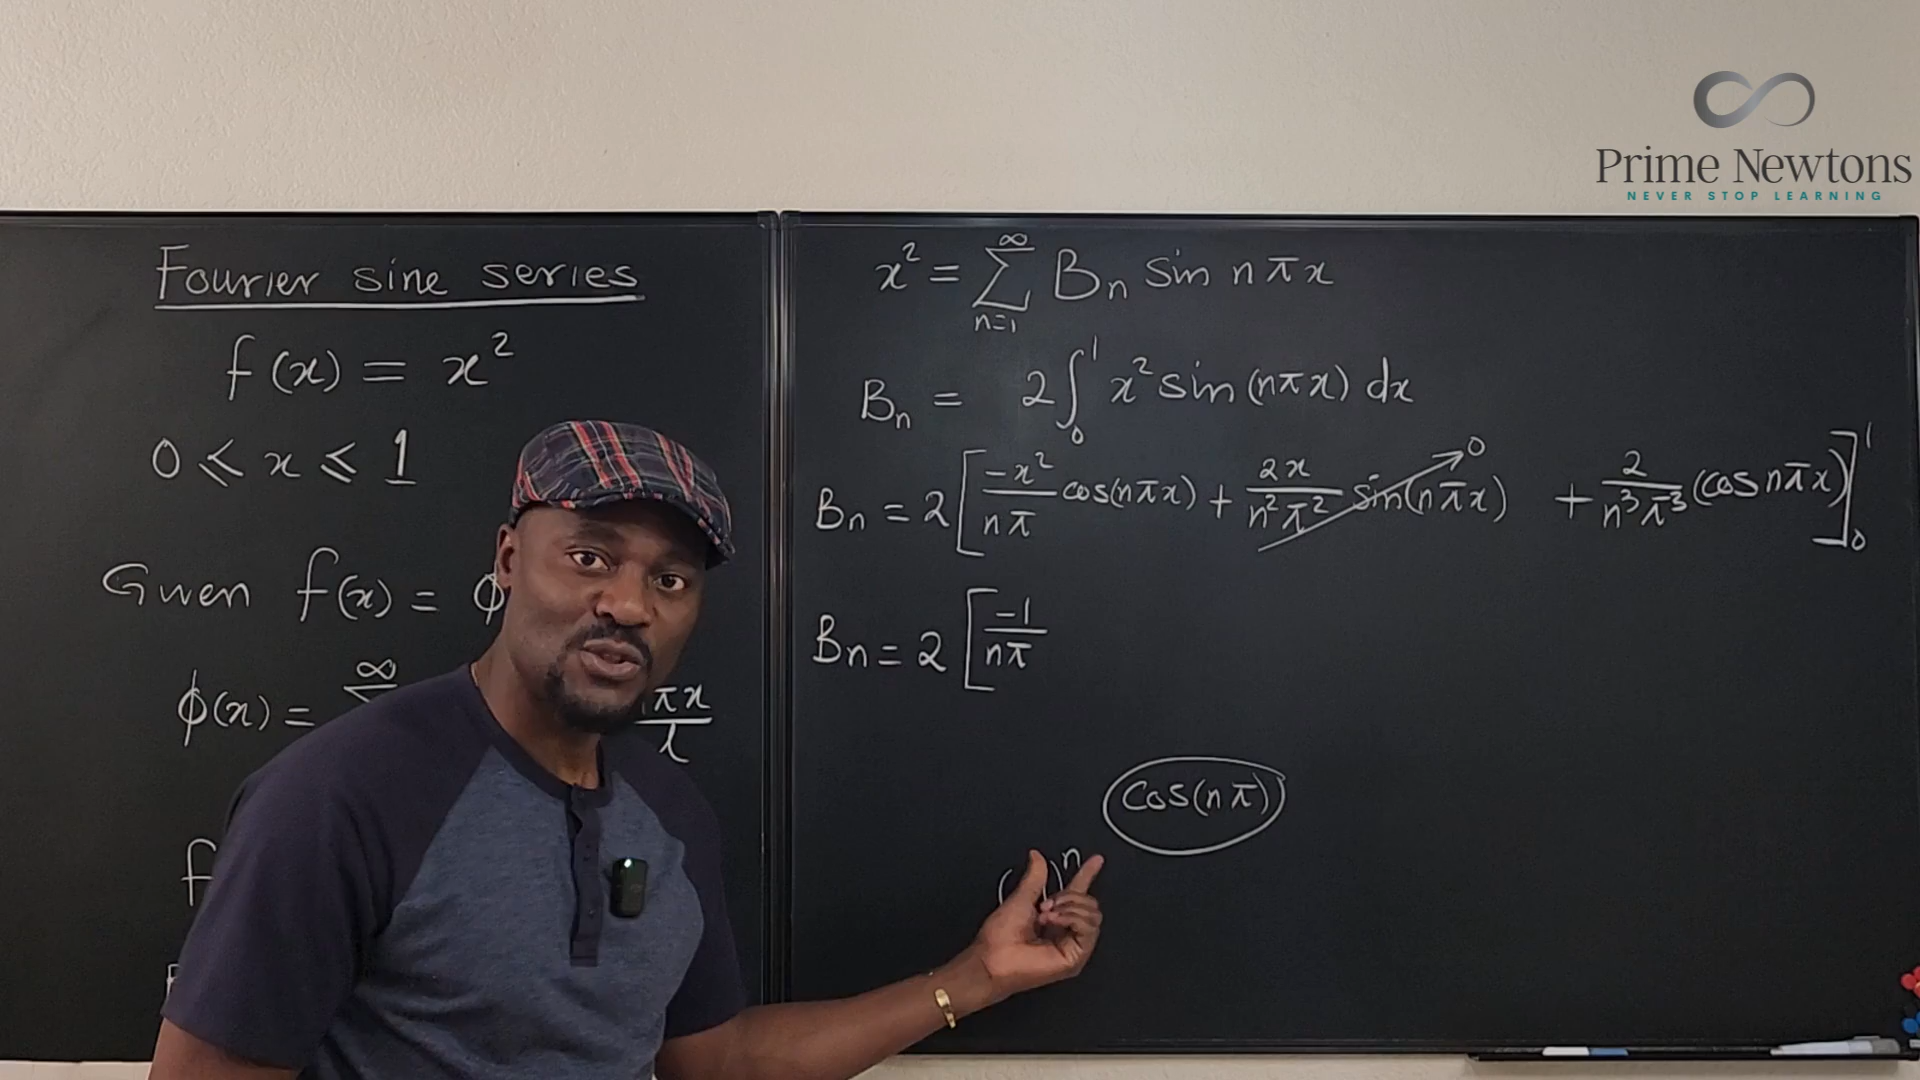 Prime Newtons
NEVER STOP LEARNING
Fourier sine series
f(x) = x²
0 < x ≤ 1
Given f(x) = ϕ
ϕ(x) = ∞ πx/l
f
x² = ∑_{n=1}^{∞} Bn sin nπx
Bn = 2∫₀¹ x² sin(nπx) dx
Bn = 2[ -x²/nπ cos(nπx) + 2x/n²π² sin(nπx) → 0 + 2/n³π³ (cos nπx) ]₀¹
Bn = 2[ -1/nπ
cos(nπ)
( )ⁿ